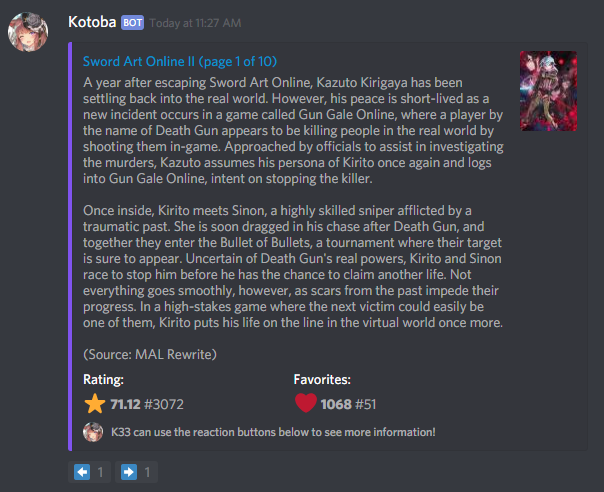 Kotoba BOT Today at 11:27 AM
Sword Art Online II (page 1 of 10)
A year after escaping Sword Art Online, Kazuto Kirigaya has been
settling back into the real world. However, his peace is short-lived as a
new incident occurs in a game called Gun Gale Online, where a player by
the name of Death Gun appears to be killing people in the real world by
shooting them in-game. Approached by officials to assist in investigating
the murders, Kazuto assumes his persona of Kirito once again and logs
into Gun Gale Online, intent on stopping the killer.
Once inside, Kirito meets Sinon, a highly skilled sniper afflicted by a
traumatic past. She is soon dragged in his chase after Death Gun, and
together they enter the Bullet of Bullets, a tournament where their target
is sure to appear. Uncertain of Death Gun's real powers, Kirito and Sinon
race to stop him before he has the chance to claim another life. Not
everything goes smoothly, however, as scars from the past impede their
progress. In a high-stakes game where the next victim could easily be
one of them, Kirito puts his life on the line in the virtual world once more.
(Source: MAL Rewrite)
Rating: Favorites:
71.12 #3072 1068 #51
K33 can use the reaction buttons below to see more information!
1 1